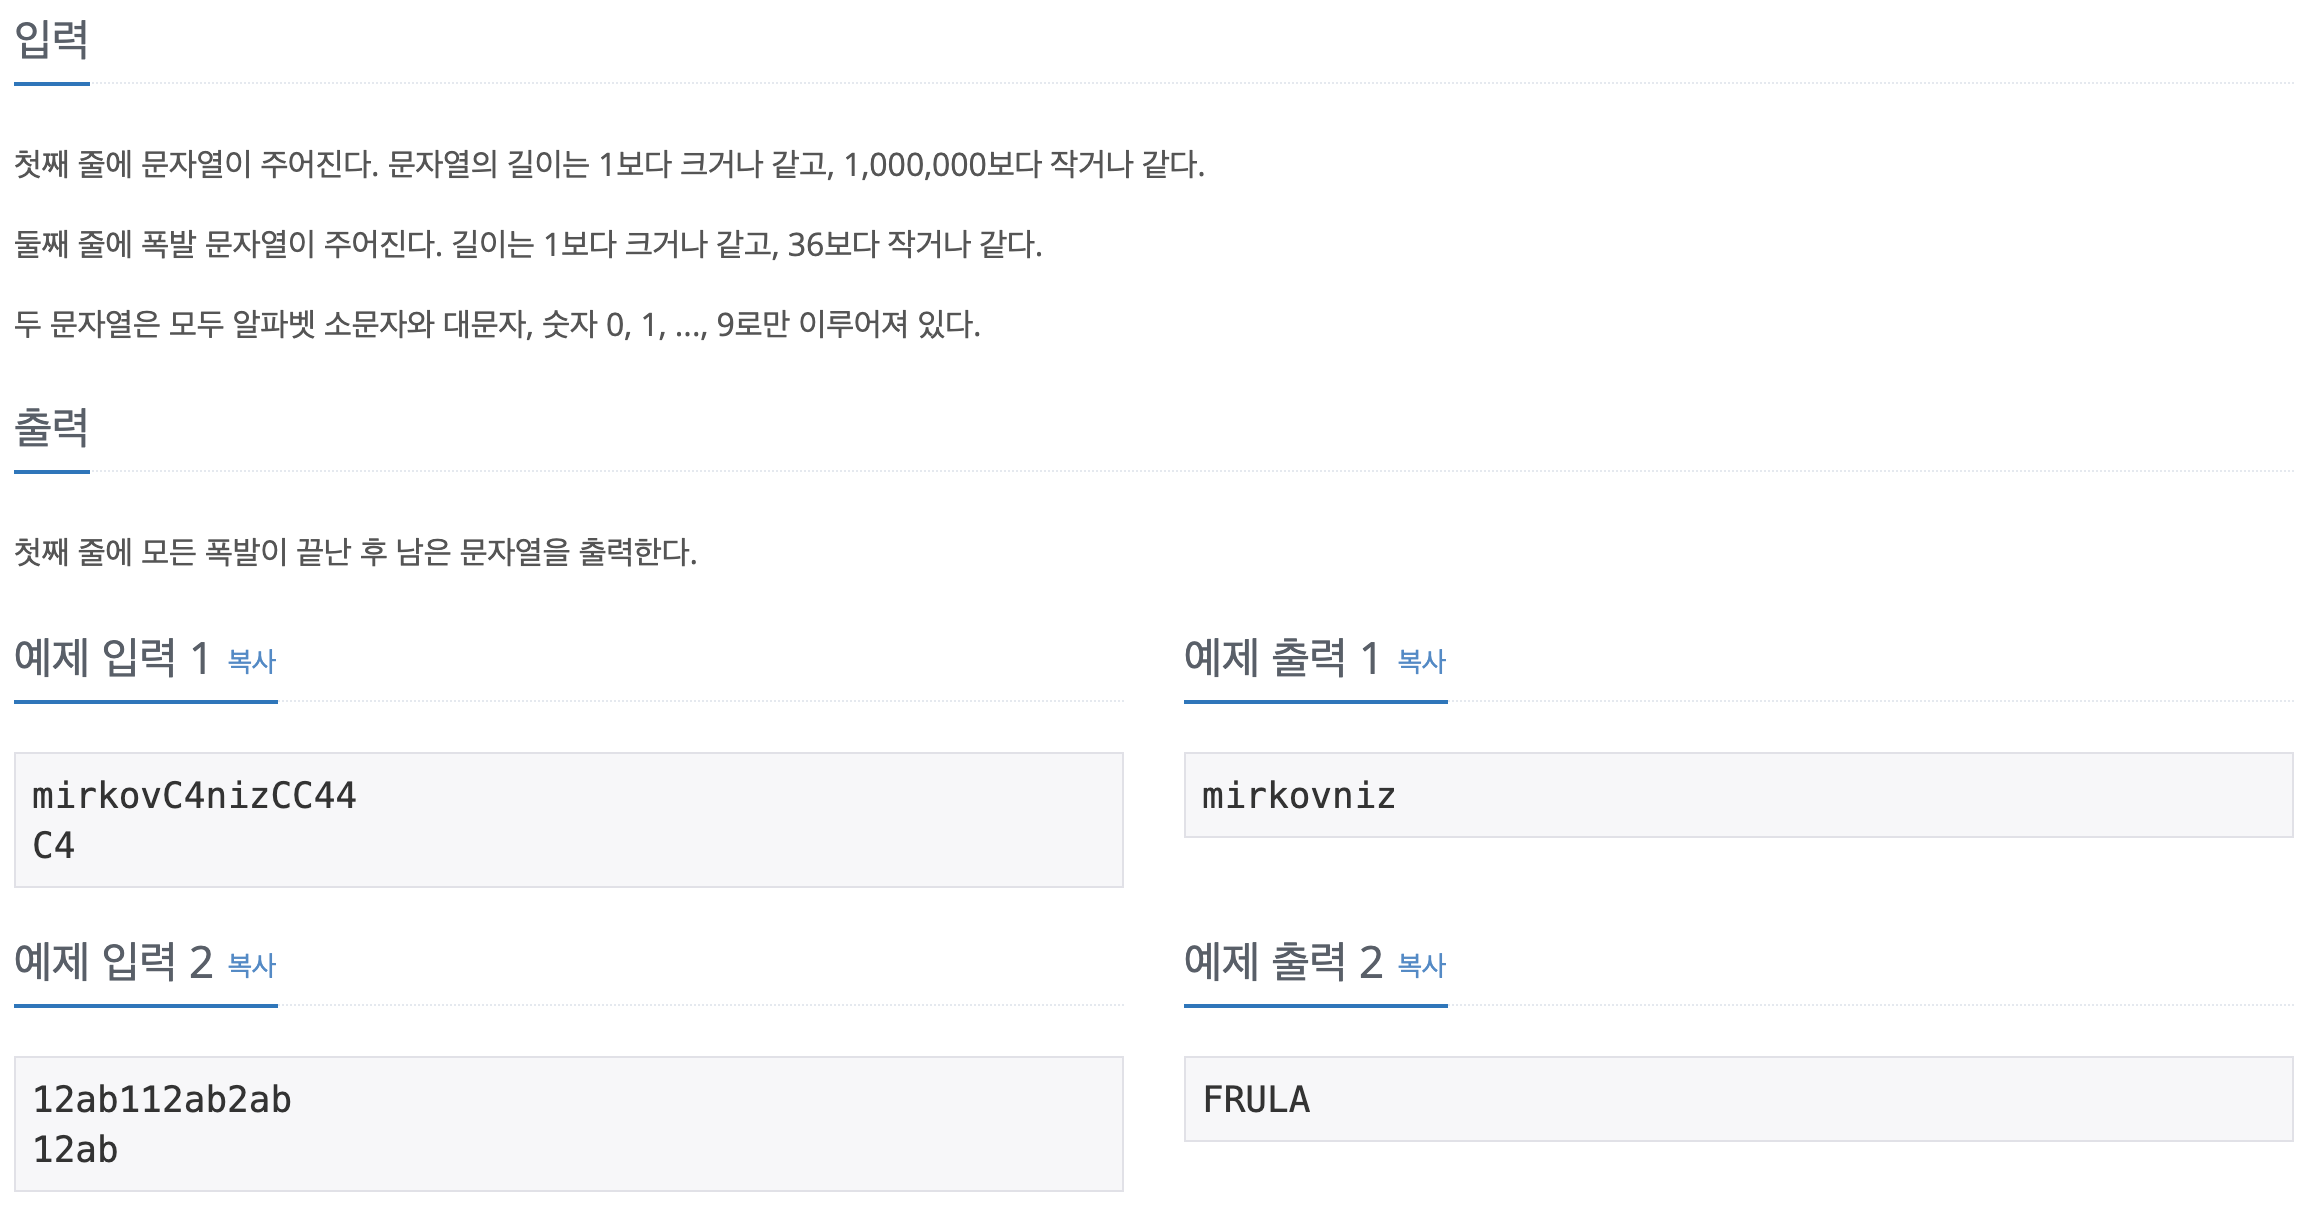 입력
첫째 줄에 문자열이 주어진다. 문자열의 길이는 1보다 크거나 같고, 1,000,000보다 작거나 같다.
둘째 줄에 폭발 문자열이 주어진다. 길이는 1보다 크거나 같고, 36보다 작거나 같다.
두 문자열은 모두 알파벳 소문자와 대문자, 숫자 0, 1, ..., 9로만 이루어져 있다.
출력
첫째 줄에 모든 폭발이 끝난 후 남은 문자열을 출력한다.
예제 입력 1 복사
mirkovC4nizCC44
C4
예제 출력 1 복사
mirkovniz
예제 입력 2 복사
12ab112ab2ab
12ab
예제 출력 2 복사
FRULA